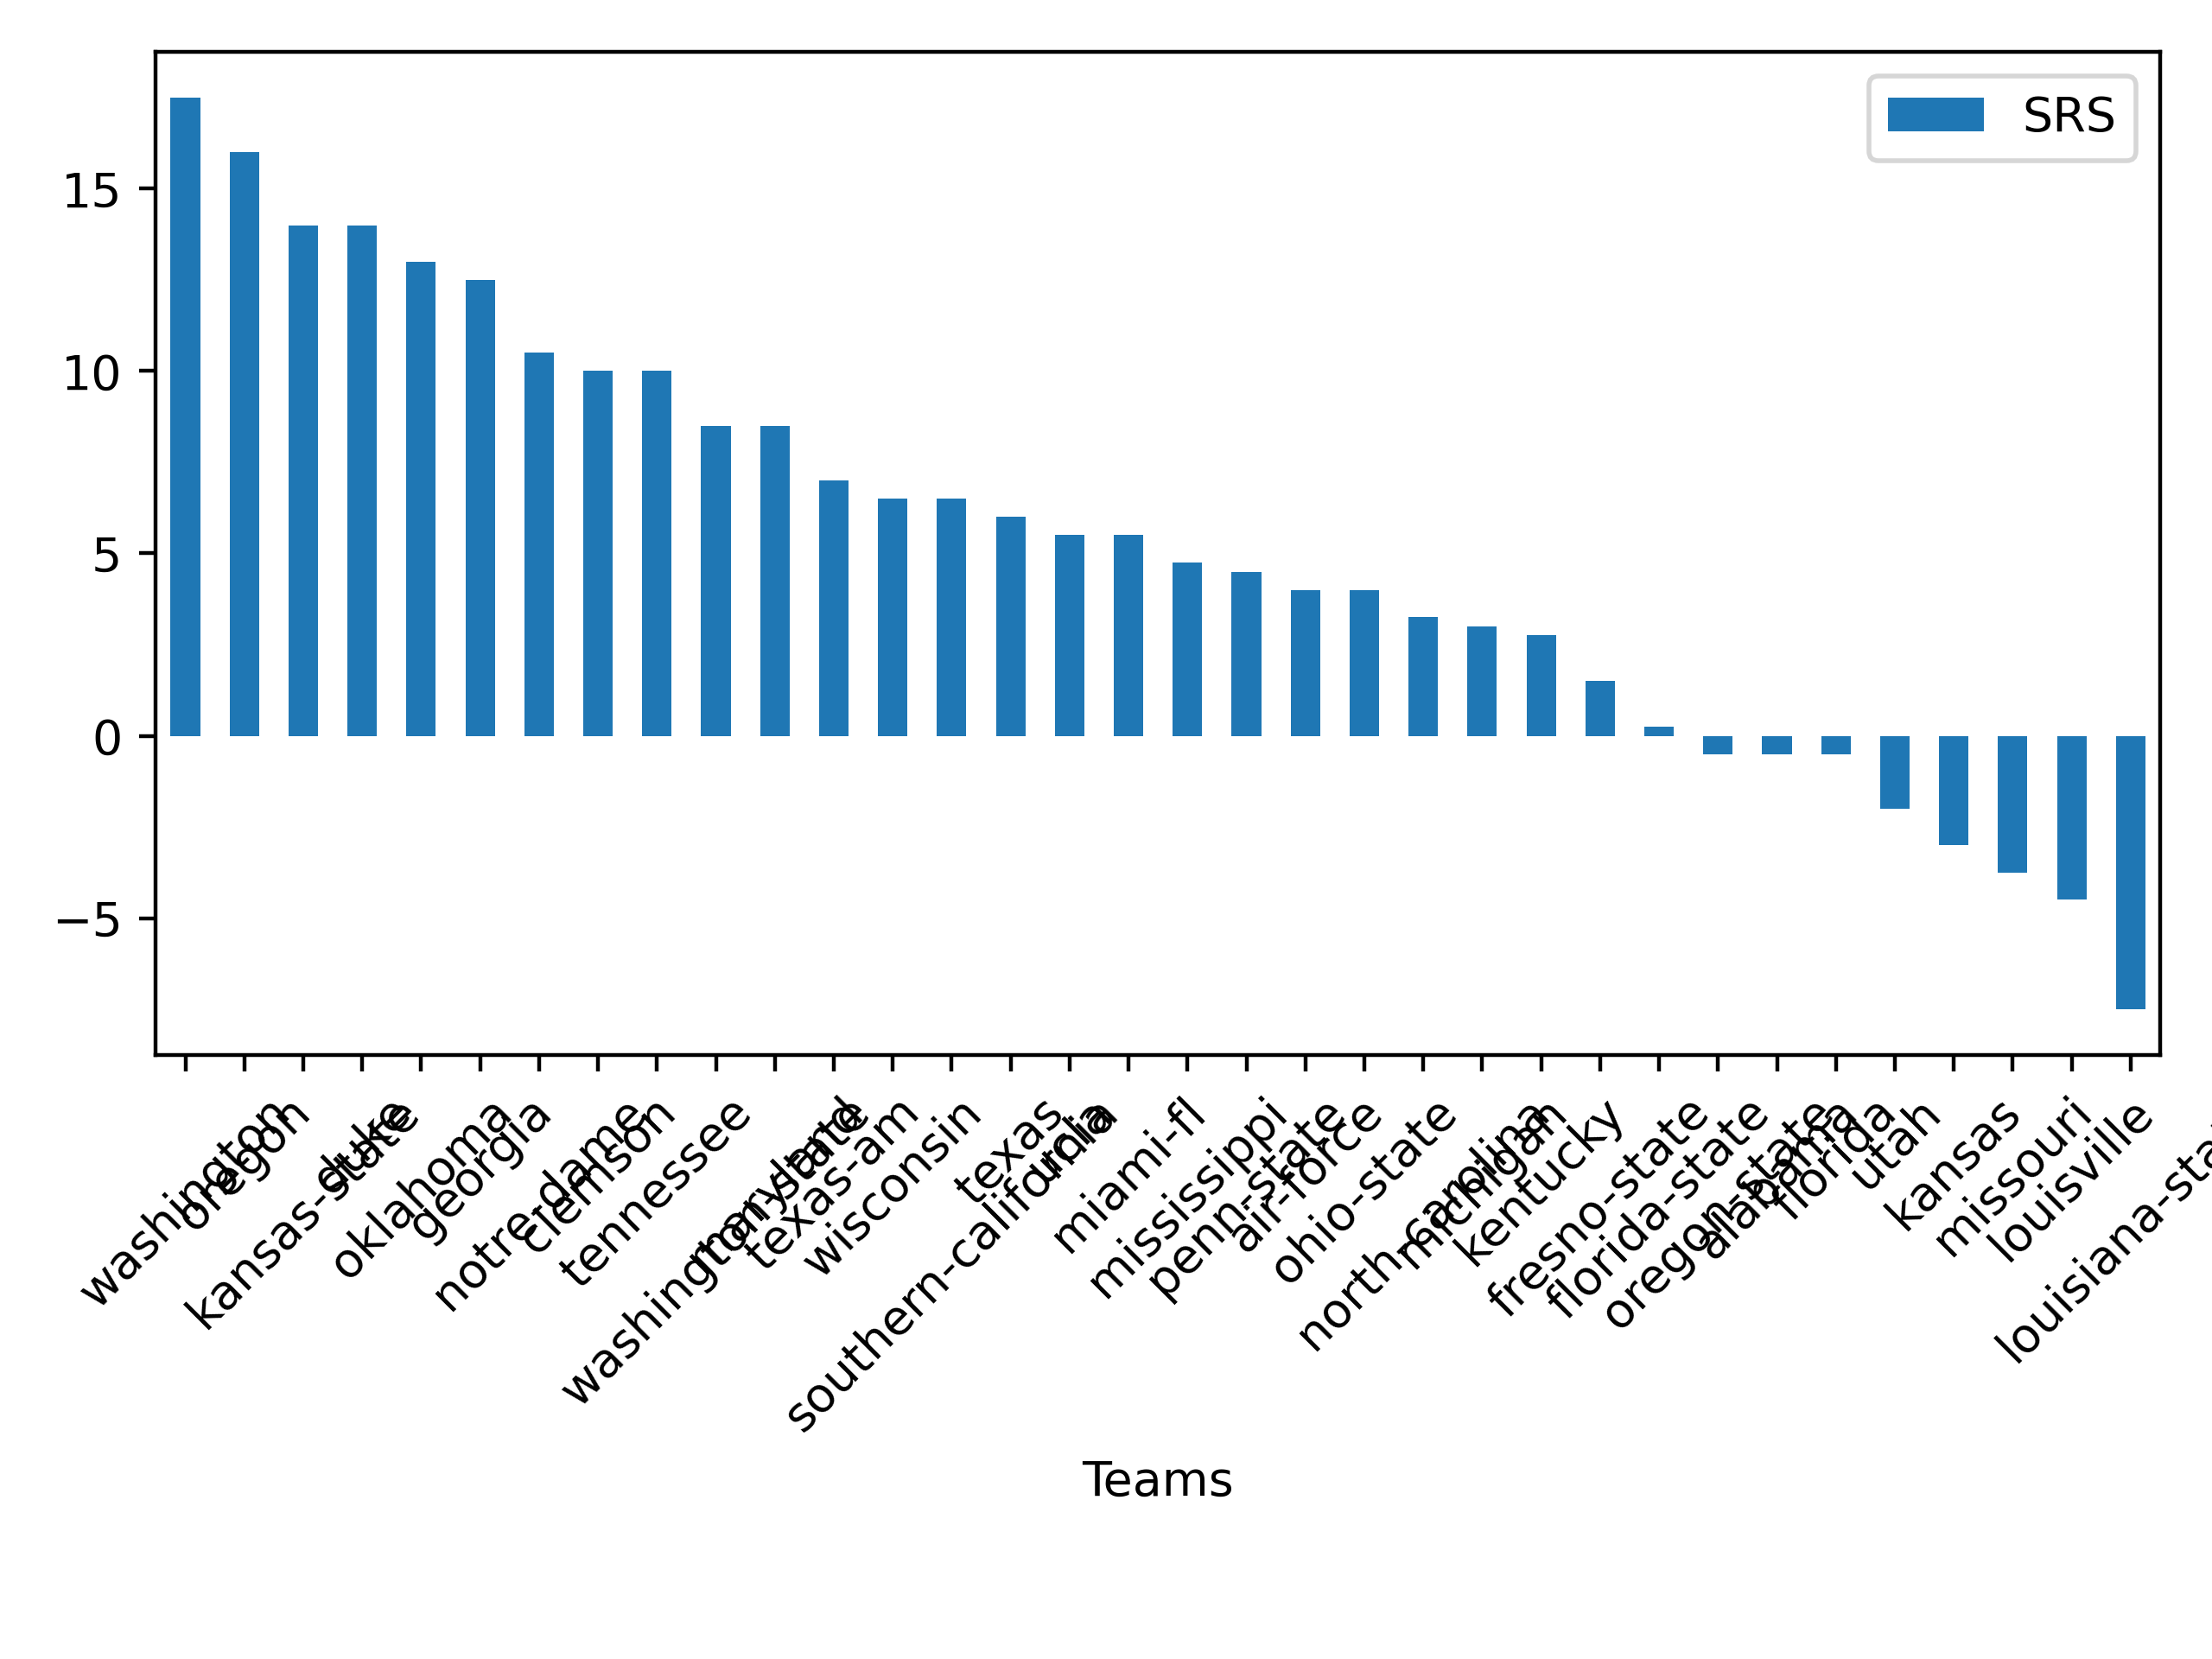 SRS
15
10
5
0
−5
washington
oregon
kansas-state
duke
oklahoma
georgia
notre-dame
clemson
tennessee
washington-state
texas-am
wisconsin
southern-california
texas
miami-fl
mississippi
penn-state
air-force
ohio-state
north-carolina
michigan
kentucky
fresno-state
florida-state
oregon-state
alabama
florida
utah
kansas
missouri
louisville
louisiana-sta
Teams